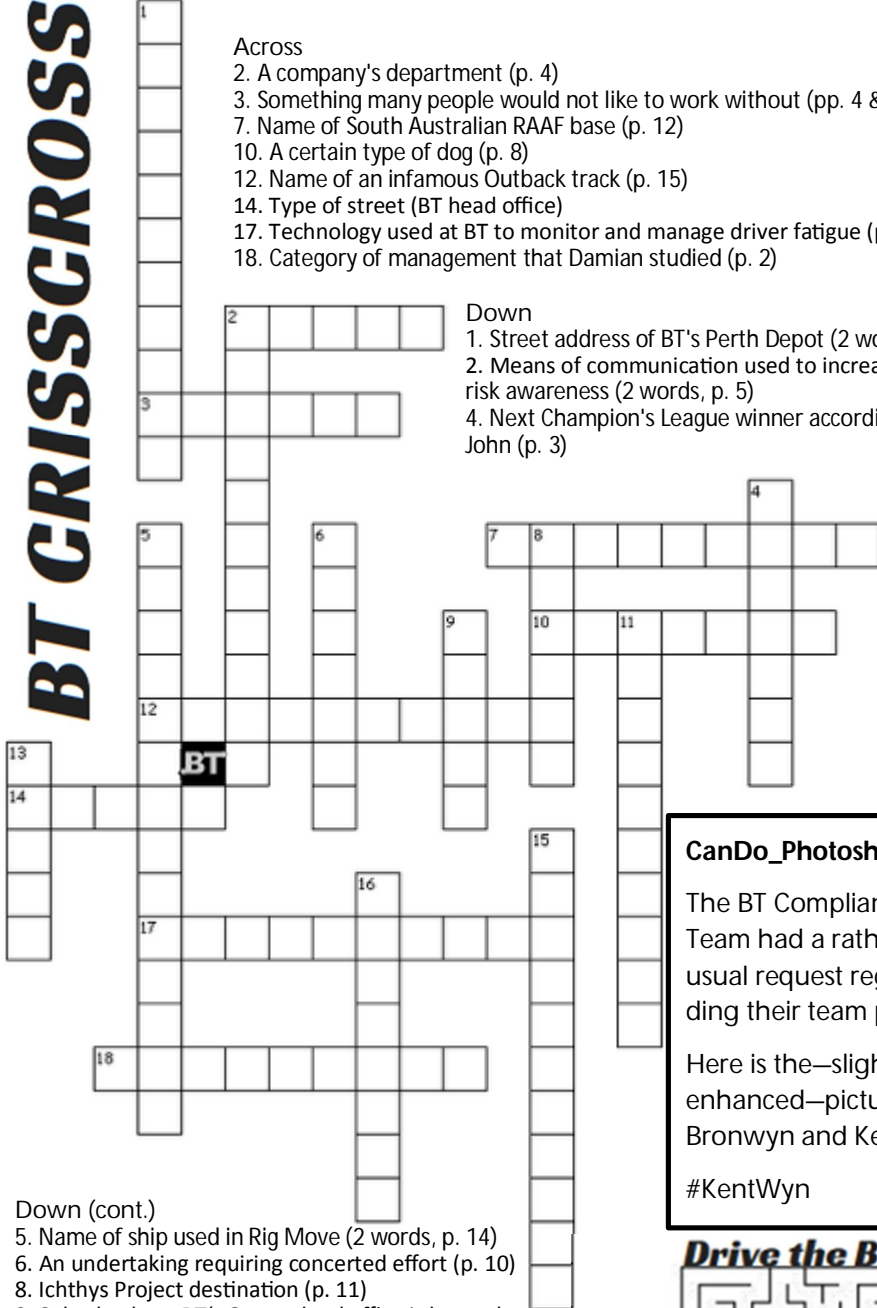 BT CRISSCROSS
Across
2. A company's department (p. 4)
3. Something many people would not like to work without (pp. 4 &
7. Name of South Australian RAAF base (p. 12)
10. A certain type of dog (p. 8)
12. Name of an infamous Outback track (p. 15)
14. Type of street (BT head office)
17. Technology used at BT to monitor and manage driver fatigue (p
18. Category of management that Damian studied (p. 2)
Down
1. Street address of BT's Perth Depot (2 wo
2. Means of communication used to increa
risk awareness (2 words, p. 5)
4. Next Champion's League winner accordi
John (p. 3)
1
2
3
4
5
6
7
8
9
10
11
12
13
BT
14
15
16
17
18
CanDo_Photosh
The BT Complian
Team had a rath
usual request reg
ding their team p
Here is the—sligh
enhanced—pictu
Bronwyn and Ke
#KentWyn
Down (cont.)
5. Name of ship used in Rig Move (2 words, p. 14)
6. An undertaking requiring concerted effort (p. 10)
8. Ichthys Project destination (p. 11)
Drive the B